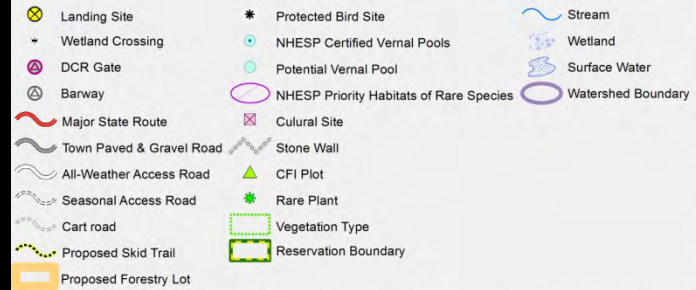 Landing Site
Wetland Crossing
DCR Gate
Barway
Major State Route
Town Paved & Gravel Road
All-Weather Access Road
Seasonal Access Road
Cart road
Proposed Skid Trail
Proposed Forestry Lot
Protected Bird Site
NHESP Certified Vernal Pools
Potential Vernal Pool
NHESP Priority Habitats of Rare Species
Culural Site
Stone Wall
CFI Plot
Rare Plant
Vegetation Type
Reservation Boundary
Stream
Wetland
Surface Water
Watershed Boundary